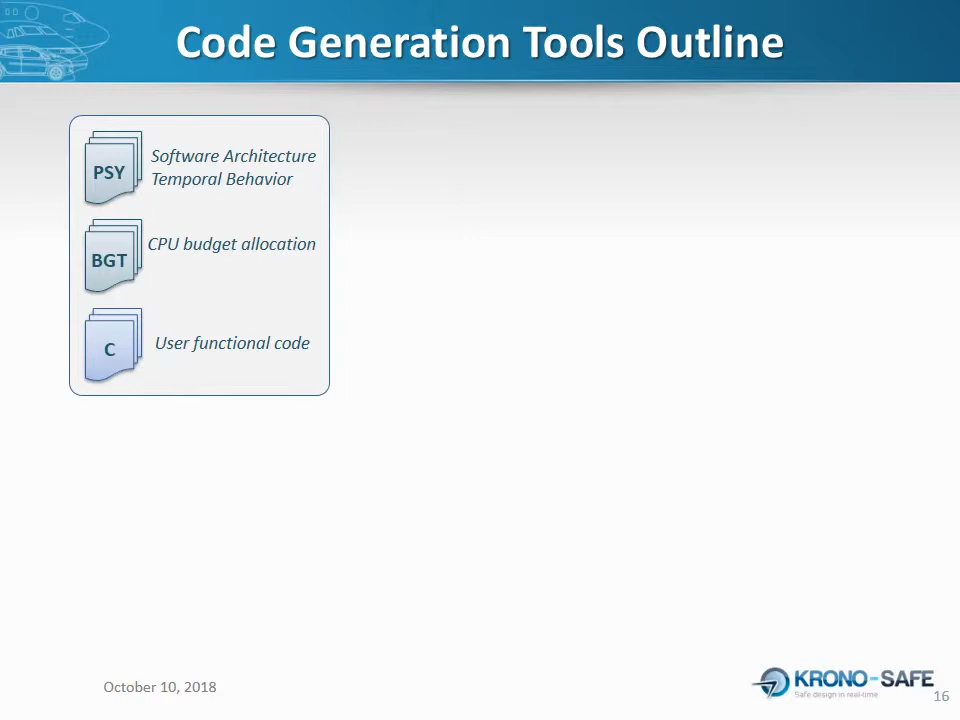 Code Generation Tools Outline
PSY
Software Architecture
Temporal Behavior
BGT
CPU budget allocation
C
User functional code
October 10, 2018
KRONO-SAFE
Safe design in real-time
16